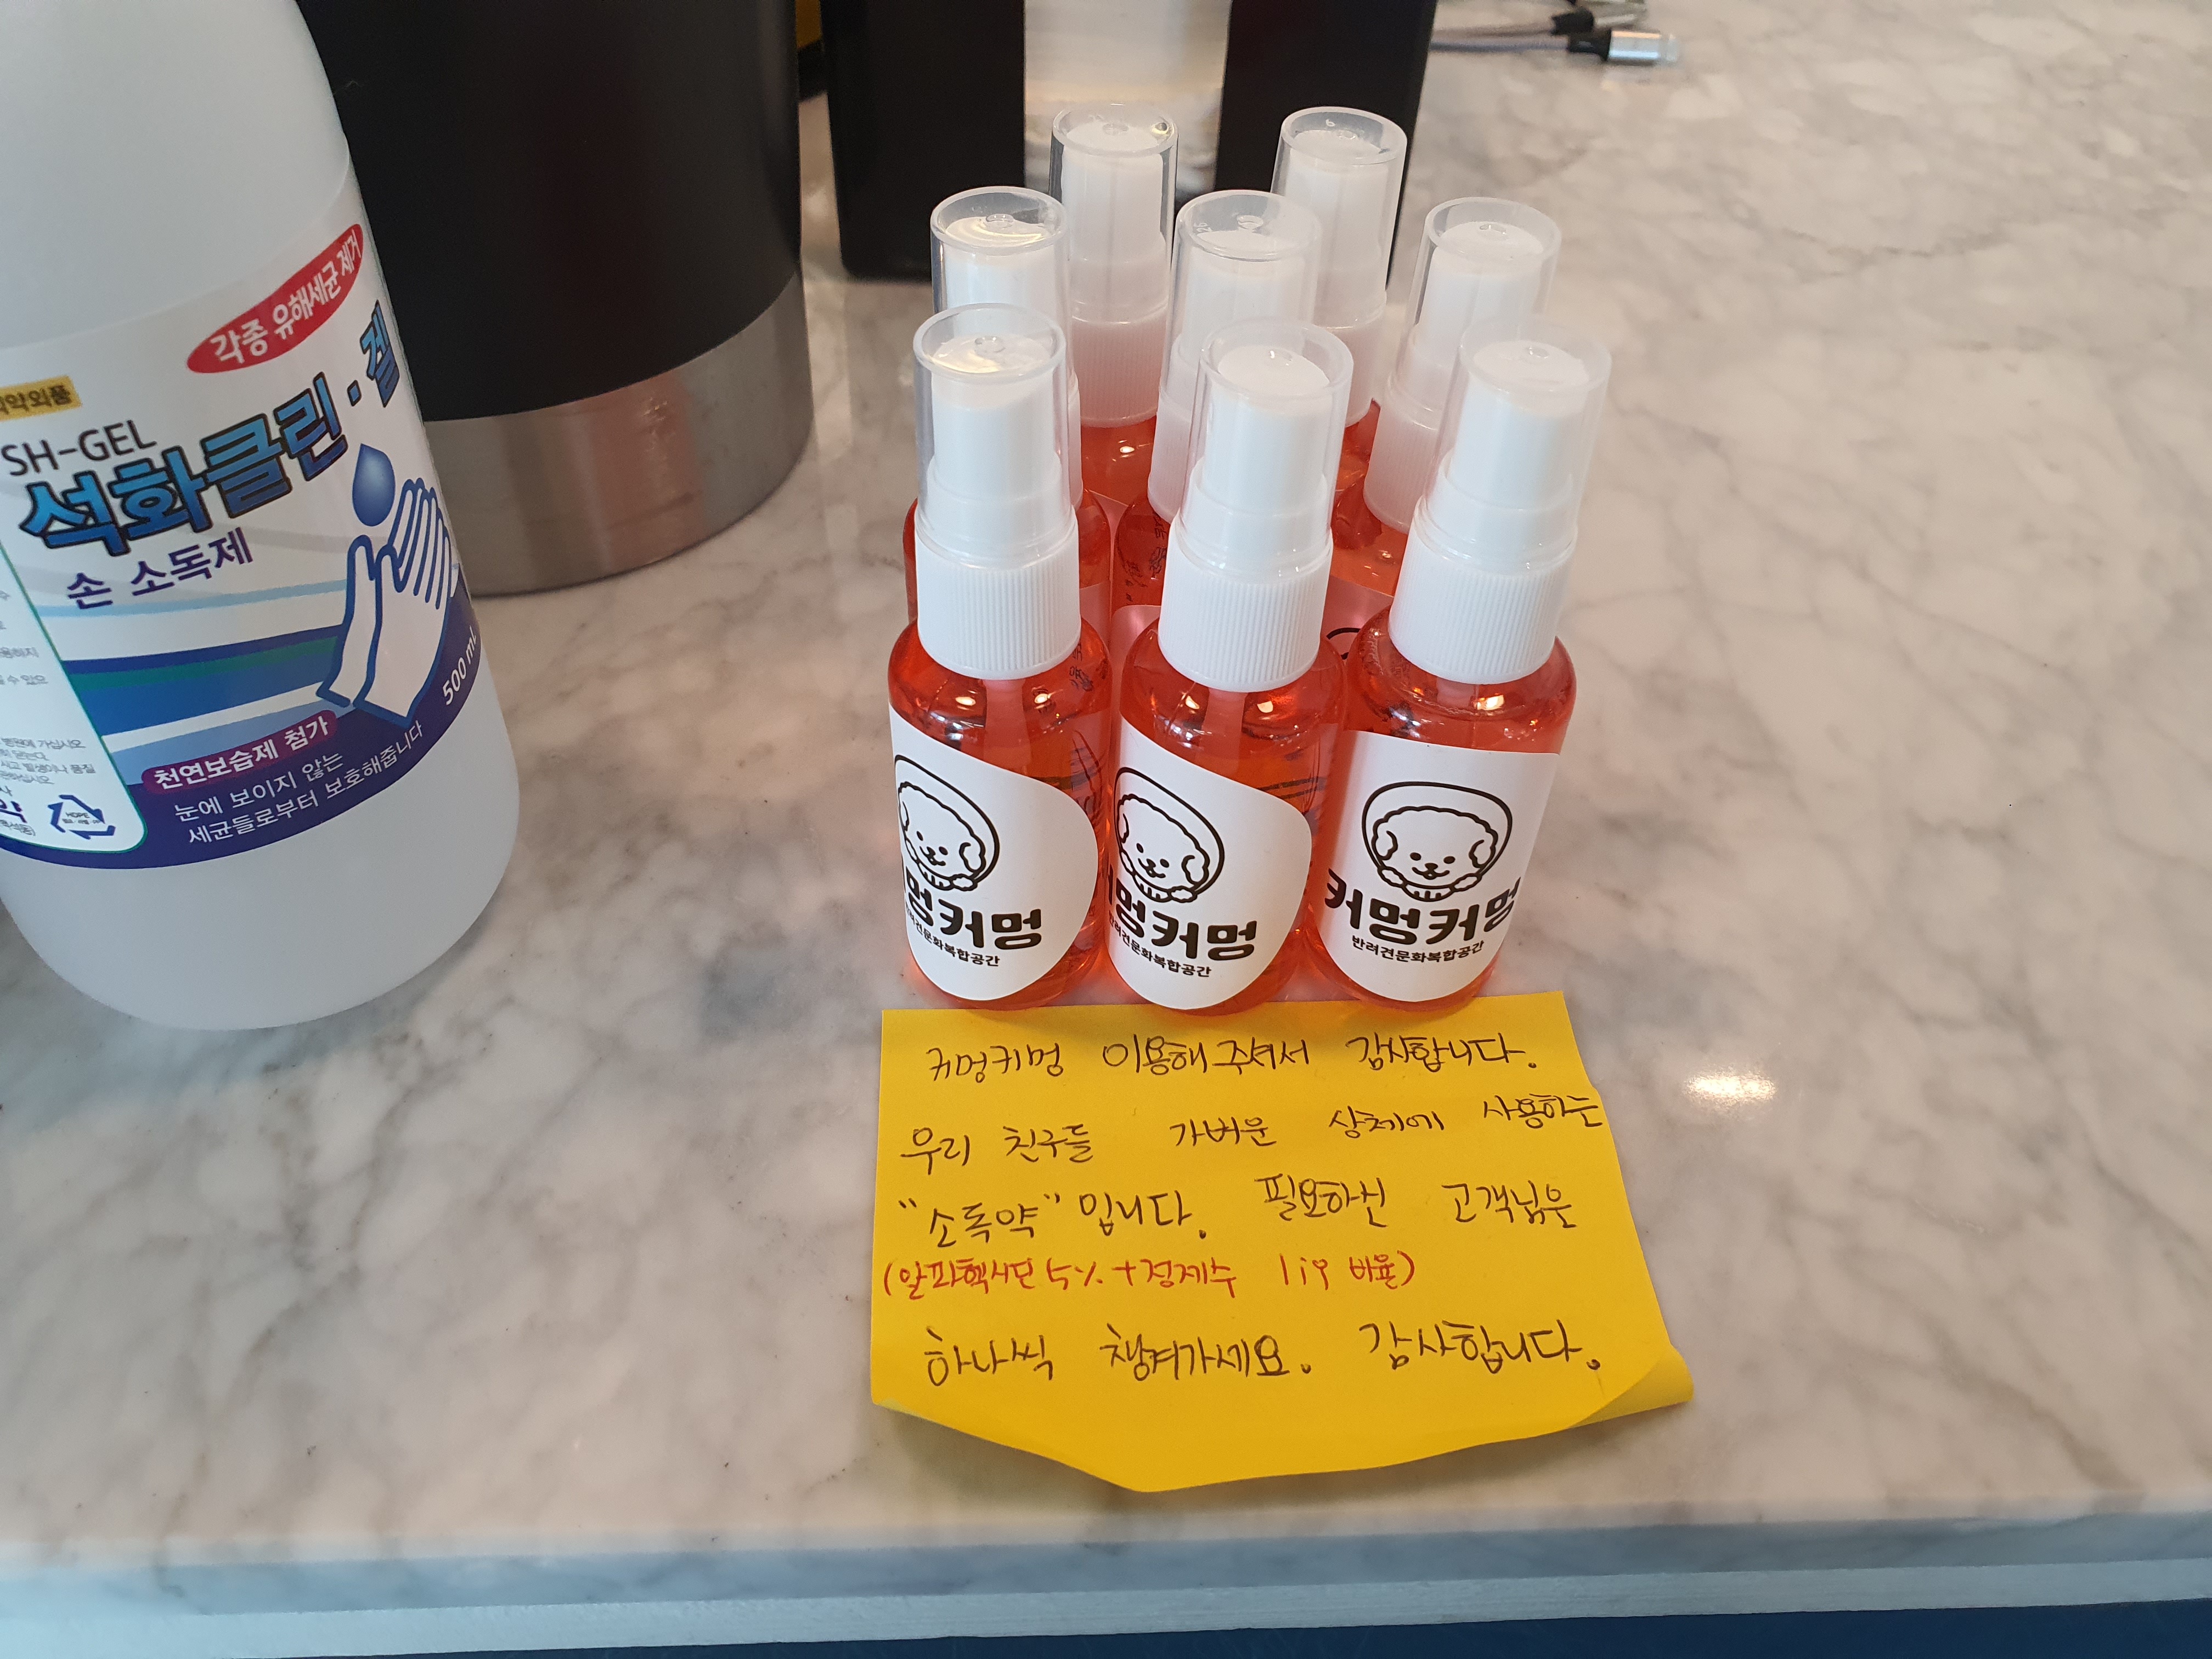 각종 유해세균 제거
SH-GEL
석화클린·겔
손 소독제
500 ml
천연보습제 첨가
눈에 보이지 않는
세균들로부터 보호해줍니다
HDPE
멍커멍
반려견문화복합공간
멍커멍
반려견문화복합공간
커멍커멍
반려견문화복합공간
커멍커멍 이용해주셔서 감사합니다.
우리 친구들 가벼운 상처에 사용하는
"소독약" 입니다. 필요하신 고객님은
(알파헥시딘 5% + 정제수 1:9 비율)
하나씩 챙겨가세요. 감사합니다.